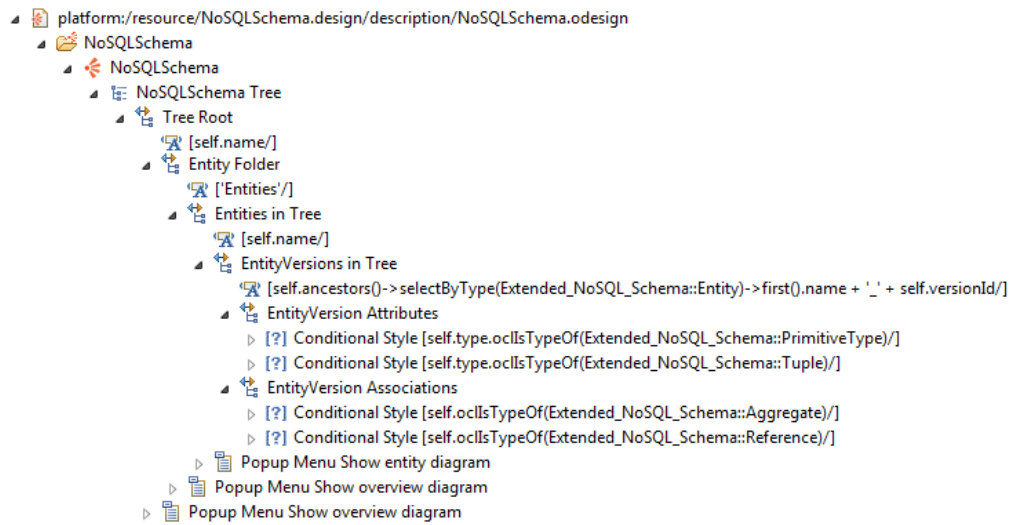 platform:/resource/NoSQLSchema.design/description/NoSQLSchema.odesign
NoSQLSchema
NoSQLSchema
NoSQLSchema Tree
Tree Root
[self.name/]
Entity Folder
['Entities'/]
Entities in Tree
[self.name/]
EntityVersions in Tree
[self.ancestors()->selectByType(Extended_NoSQL_Schema::Entity)->first().name + '_' + self.versionId/]
EntityVersion Attributes
[?] Conditional Style [self.type.oclIsTypeOf(Extended_NoSQL_Schema::PrimitiveType)/]
[?] Conditional Style [self.type.oclIsTypeOf(Extended_NoSQL_Schema::Tuple)/]
EntityVersion Associations
[?] Conditional Style [self.oclIsTypeOf(Extended_NoSQL_Schema::Aggregate)/]
[?] Conditional Style [self.oclIsTypeOf(Extended_NoSQL_Schema::Reference)/]
Popup Menu Show entity diagram
Popup Menu Show overview diagram
Popup Menu Show overview diagram